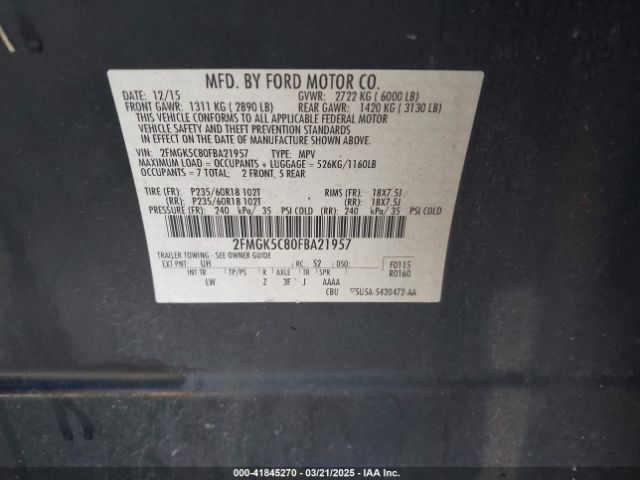 MFD. BY FORD MOTOR CO.
DATE: 12/15 GVWR: 2722 KG ( 6000 LB)
FRONT GAWR: 1311 KG ( 2890 LB) REAR GAWR: 1420 KG ( 3130 LB)
THIS VEHICLE CONFORMS TO ALL APPLICABLE FEDERAL MOTOR
VEHICLE SAFETY AND THEFT PREVENTION STANDARDS
IN EFFECT ON THE DATE OF MANUFACTURE SHOWN ABOVE.
VIN: 2FMGK5C80FBA21957 TYPE: MPV
MAXIMUM LOAD = OCCUPANTS + LUGGAGE = 526KG/1160LB
OCCUPANTS = 7 TOTAL; 2 FRONT, 5 REAR
TIRE (FR): P235/60R18 102T RIMS (FR): 18X7.5J
(RR): P235/60R18 102T (RR): 18X7.5J
PRESSURE (FR): 240 kPa/ 35 PSI COLD (RR): 240 kPa/ 35 PSI COLD
2FMGK5C80FBA21957
TRAILER TOWING - SEE OWNER GUIDE
EXT PNT: UH RC: 52 DSO: F0115
INT TR TP/PS R AXLE TR SPR R0160
LW Z 3F J AAAA
CBU 5U5A-5420472-AA
000-41845270 | 03/21/2025 - IAA Inc.